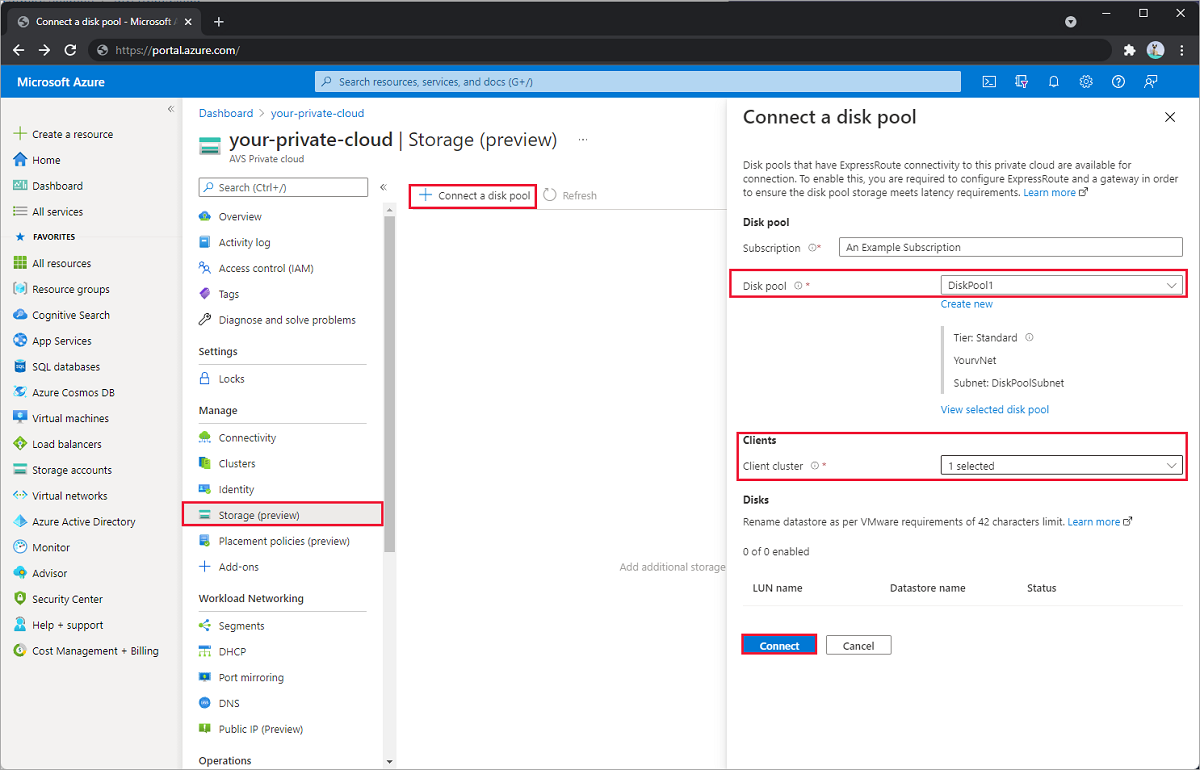 Connect a disk pool - Microsoft A
https://portal.azure.com/
Microsoft Azure
Search resources, services, and docs (G+/)
Create a resource
Home
Dashboard
All services
FAVORITES
All resources
Resource groups
Cognitive Search
App Services
SQL databases
Azure Cosmos DB
Virtual machines
Load balancers
Storage accounts
Virtual networks
Azure Active Directory
Monitor
Advisor
Security Center
Help + support
Cost Management + Billing
Dashboard > your-private-cloud
your-private-cloud | Storage (preview) ...
AVS Private cloud
Search (Ctrl+/)
Overview
Activity log
Access control (IAM)
Tags
Diagnose and solve problems
Settings
Locks
Manage
Connectivity
Clusters
Identity
Storage (preview)
Placement policies (preview)
Add-ons
Workload Networking
Segments
DHCP
Port mirroring
DNS
Public IP (Preview)
Operations
+ Connect a disk pool Refresh
Add additional storage
Connect a disk pool
Disk pools that have ExpressRoute connectivity to this private cloud are available for
connection. To enable this, you are required to configure ExpressRoute and a gateway in order
to ensure the disk pool storage meets latency requirements. Learn more
Disk pool
Subscription * An Example Subscription
Disk pool * DiskPool1
Create new
Tier: Standard
YourvNet
Subnet: DiskPoolSubnet
View selected disk pool
Clients
Client cluster * 1 selected
Disks
Rename datastore as per VMware requirements of 42 characters limit. Learn more
0 of 0 enabled
LUN name Datastore name Status
Connect Cancel